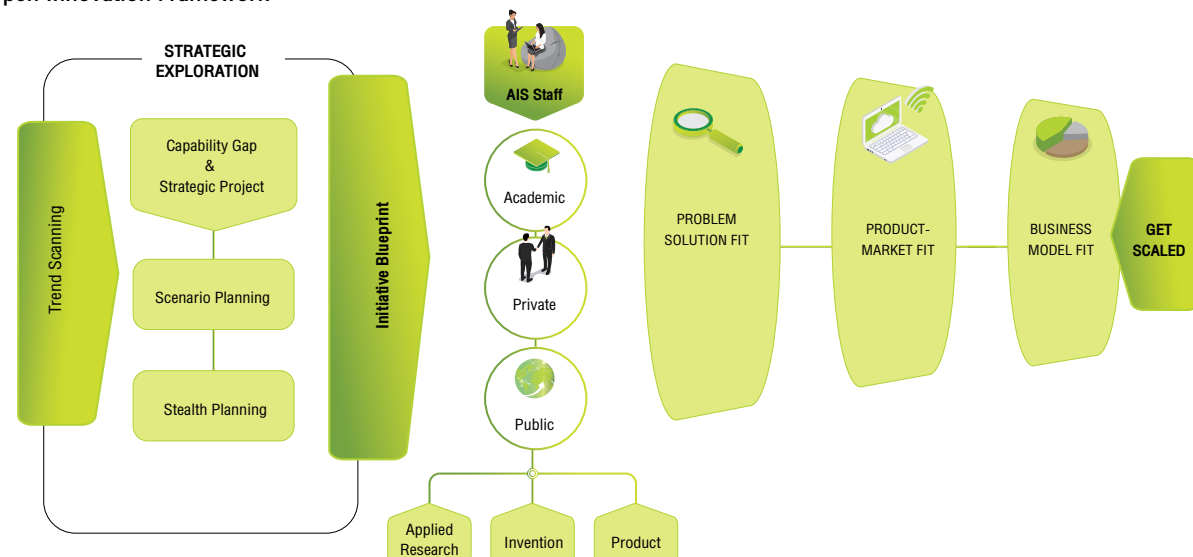 STRATEGIC
EXPLORATION
Trend Scanning
Capability Gap
&
Strategic Project
Scenario Planning
Stealth Planning
Initiative Blueprint
AIS Staff
Academic
Private
Public
Applied
Research
Invention
Product
PROBLEM
SOLUTION FIT
PRODUCT-
MARKET FIT
BUSINESS
MODEL FIT
GET
SCALED